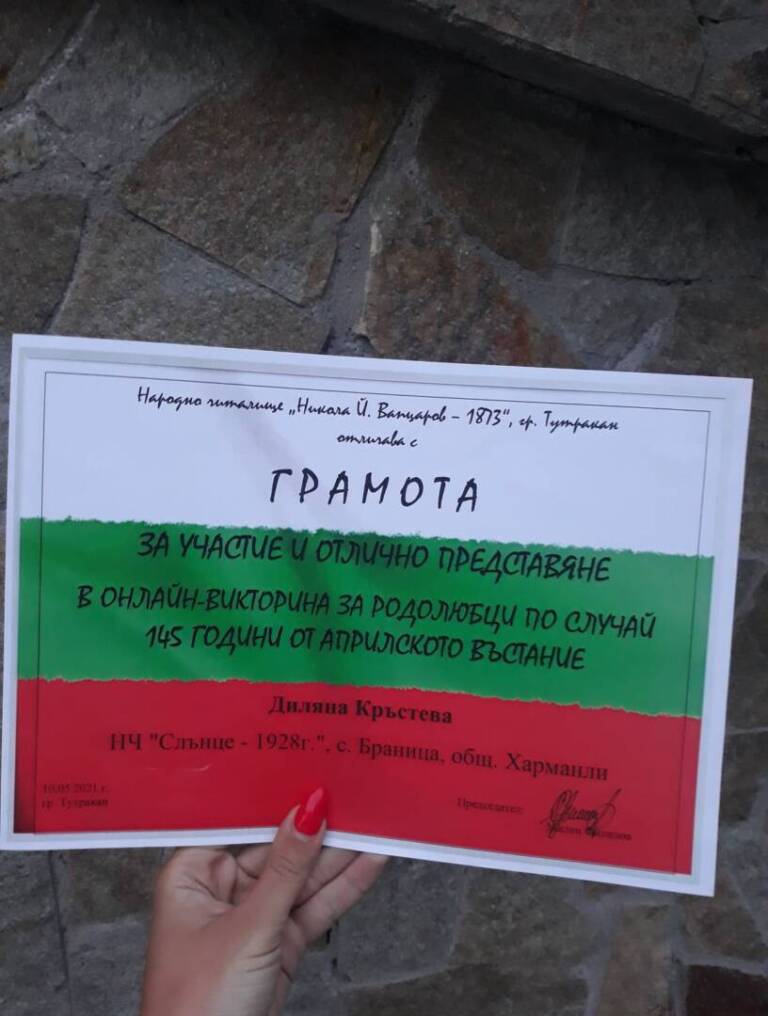 Народно читалище „Никола Й. Вапцаров – 1873“, гр. Тутракан
отличава с
ГРАМОТА
ЗА УЧАСТИЕ И ОТЛИЧНО ПРЕДСТАВЯНЕ
В ОНЛАЙН-ВИКТОРИНА ЗА РОДОЛЮБЦИ ПО СЛУЧАЙ
145 ГОДИНИ ОТ АПРИЛСКОТО ВЪСТАНИЕ
Диляна Кръстева
НЧ "Слънце - 1928г.", с. Браница, общ. Харманли
10.05.2021 г.
гр. Тутракан
Председател: